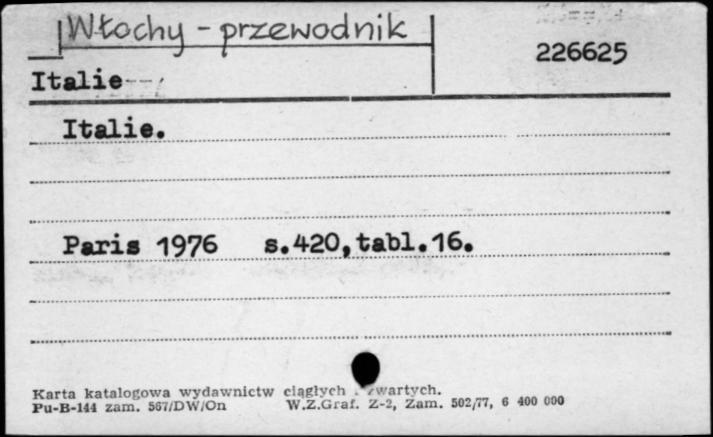 Włochy - przewodnik
226625
Italie
Italie.
Paris 1976 s.420,tabl.16.
Karta katalogowa wydawnictw ciągłych zwartych.
Pu-B-144 zam. 567/DW/On W.Z.Graf. Z-2, Zam. 502/77, 6 400 000